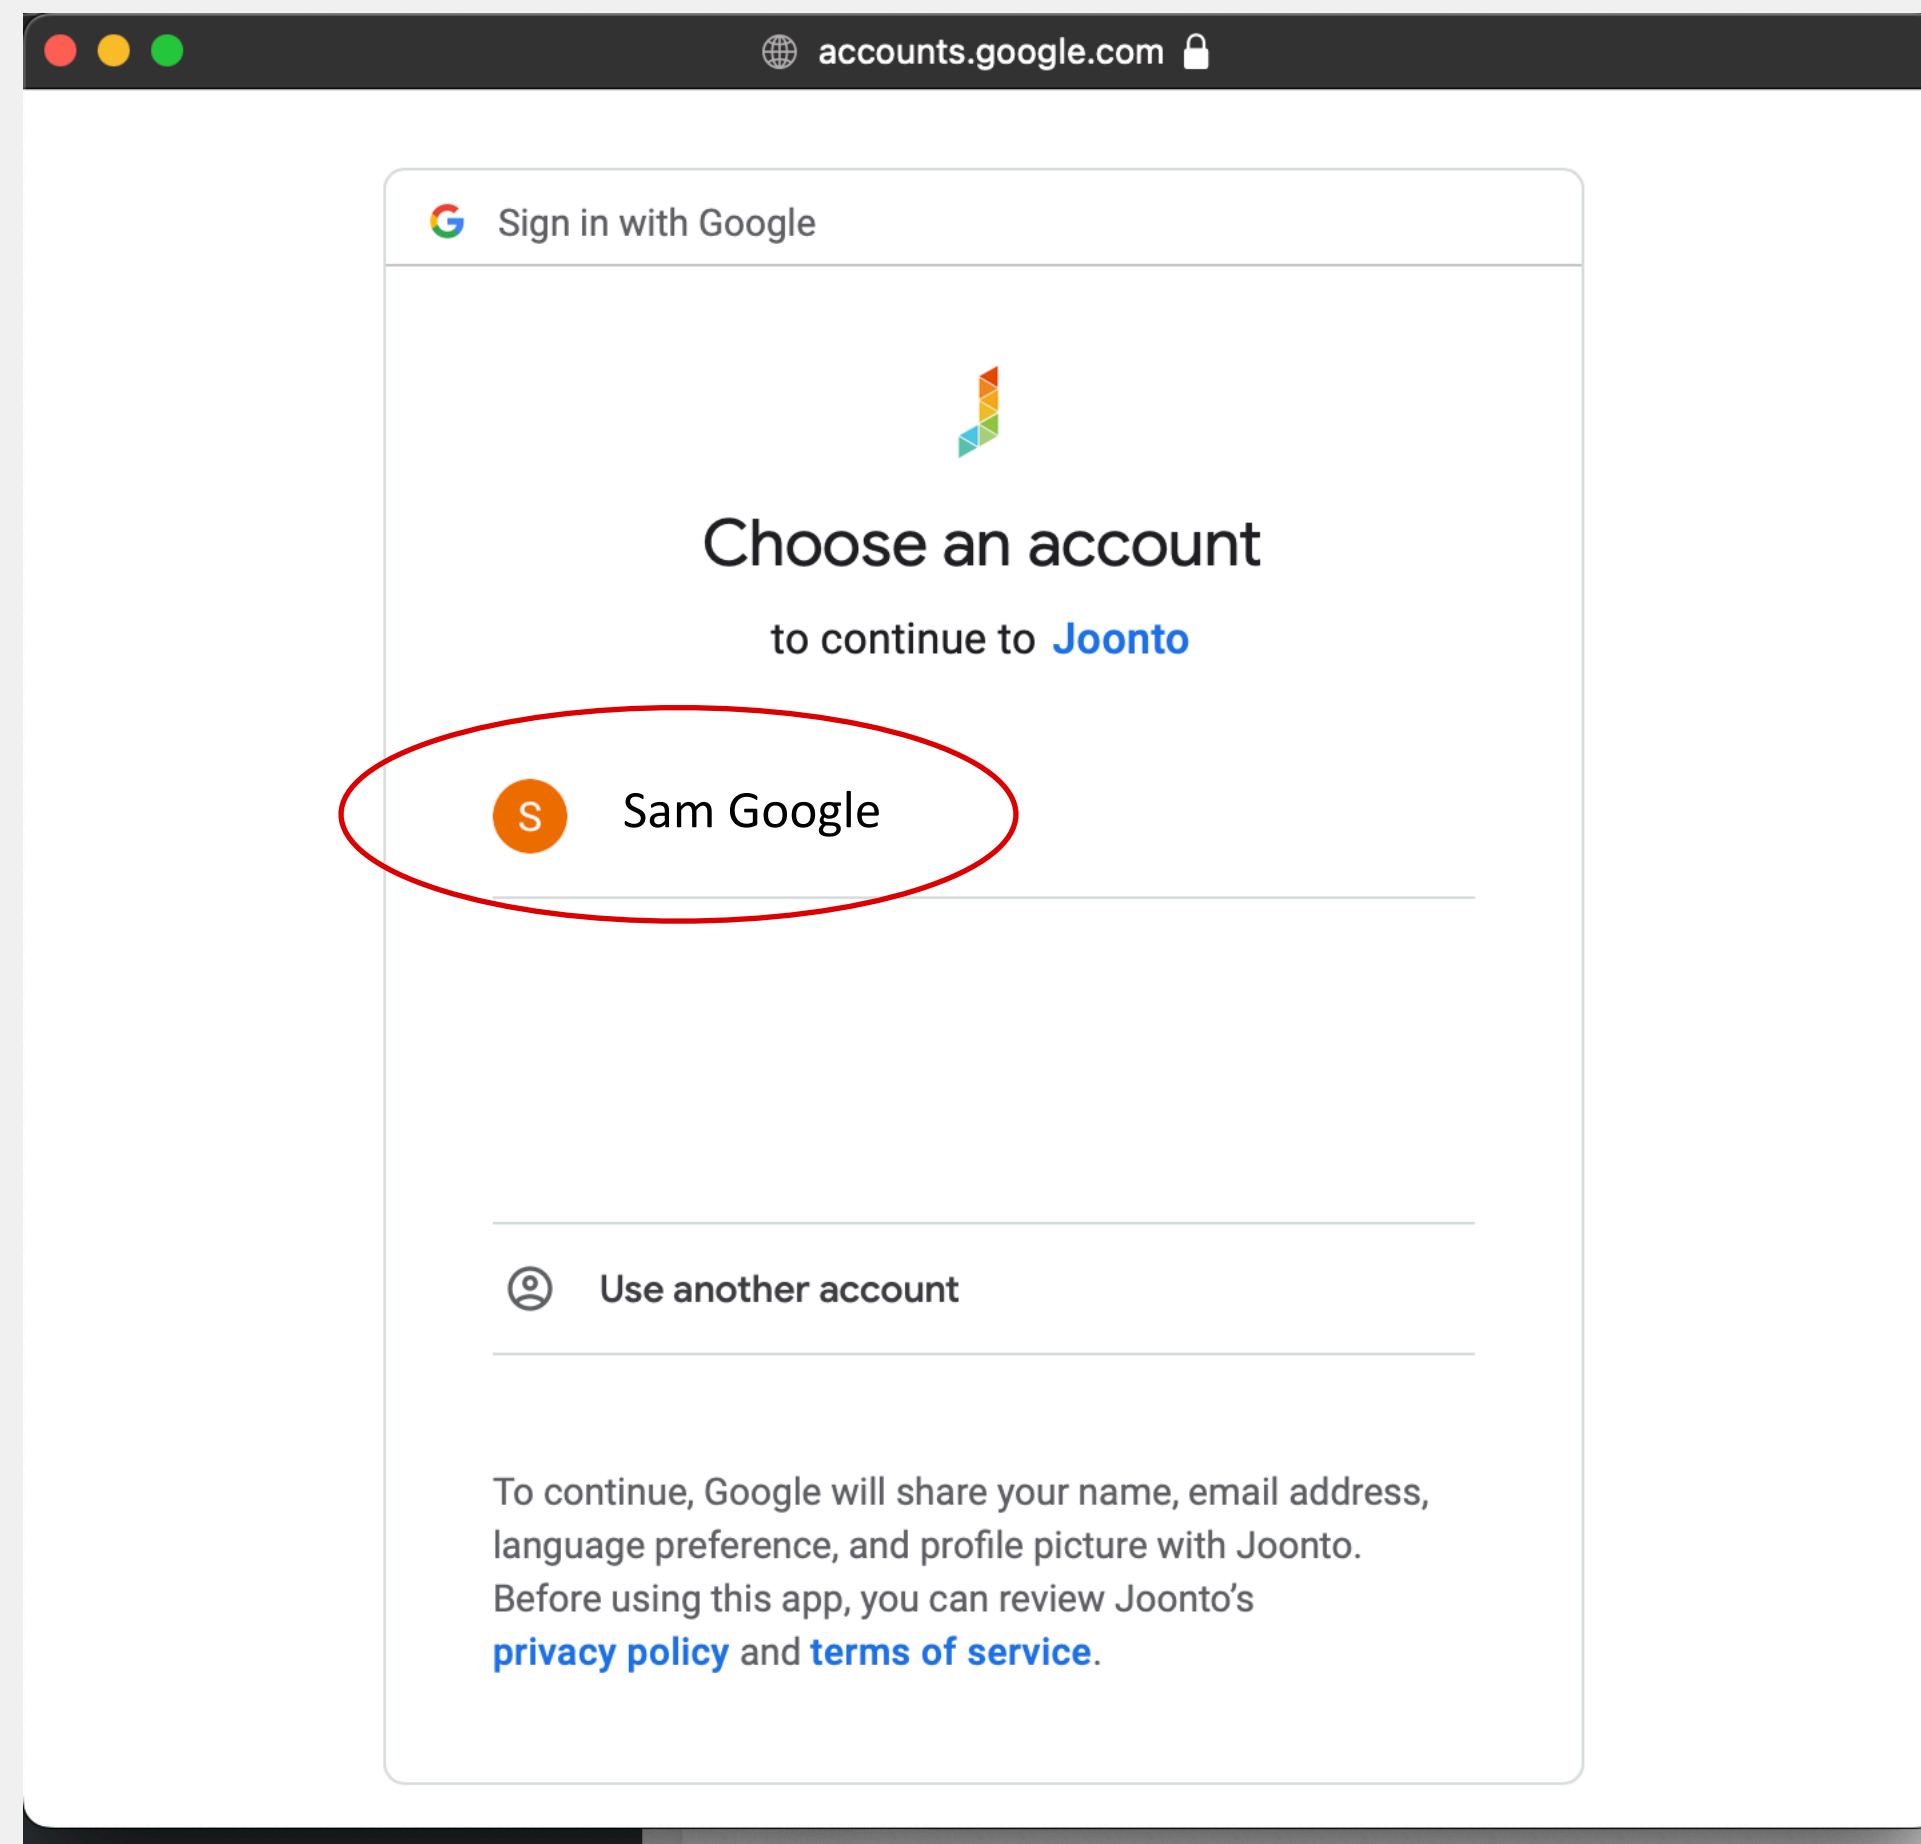 accounts.google.com
Sign in with Google
Choose an account
to continue to Joonto
S Sam Google
Use another account
To continue, Google will share your name, email address,
language preference, and profile picture with Joonto.
Before using this app, you can review Joonto’s
privacy policy and terms of service.